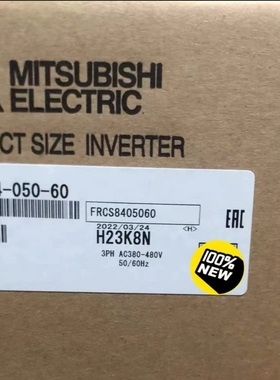 MITSUBISHI
ELECTRIC
CT SIZE INVERTER
4-050-60
FRCS8405060
2022/03/24
<H>
EAC
H23K8N
3PH AC380-480V
50/60Hz
100%
NEW